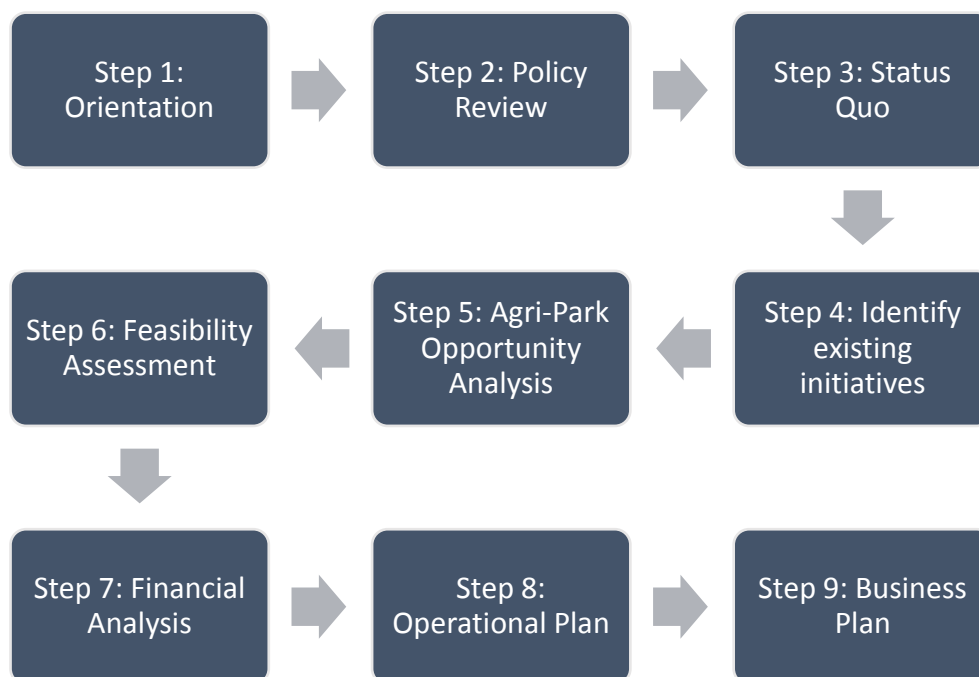 Step 1:
Orientation
Step 2: Policy
Review
Step 3: Status
Quo
Step 4: Identify
existing
initiatives
Step 5: Agri-Park
Opportunity
Analysis
Step 6: Feasibility
Assessment
Step 7: Financial
Analysis
Step 8:
Operational Plan
Step 9: Business
Plan